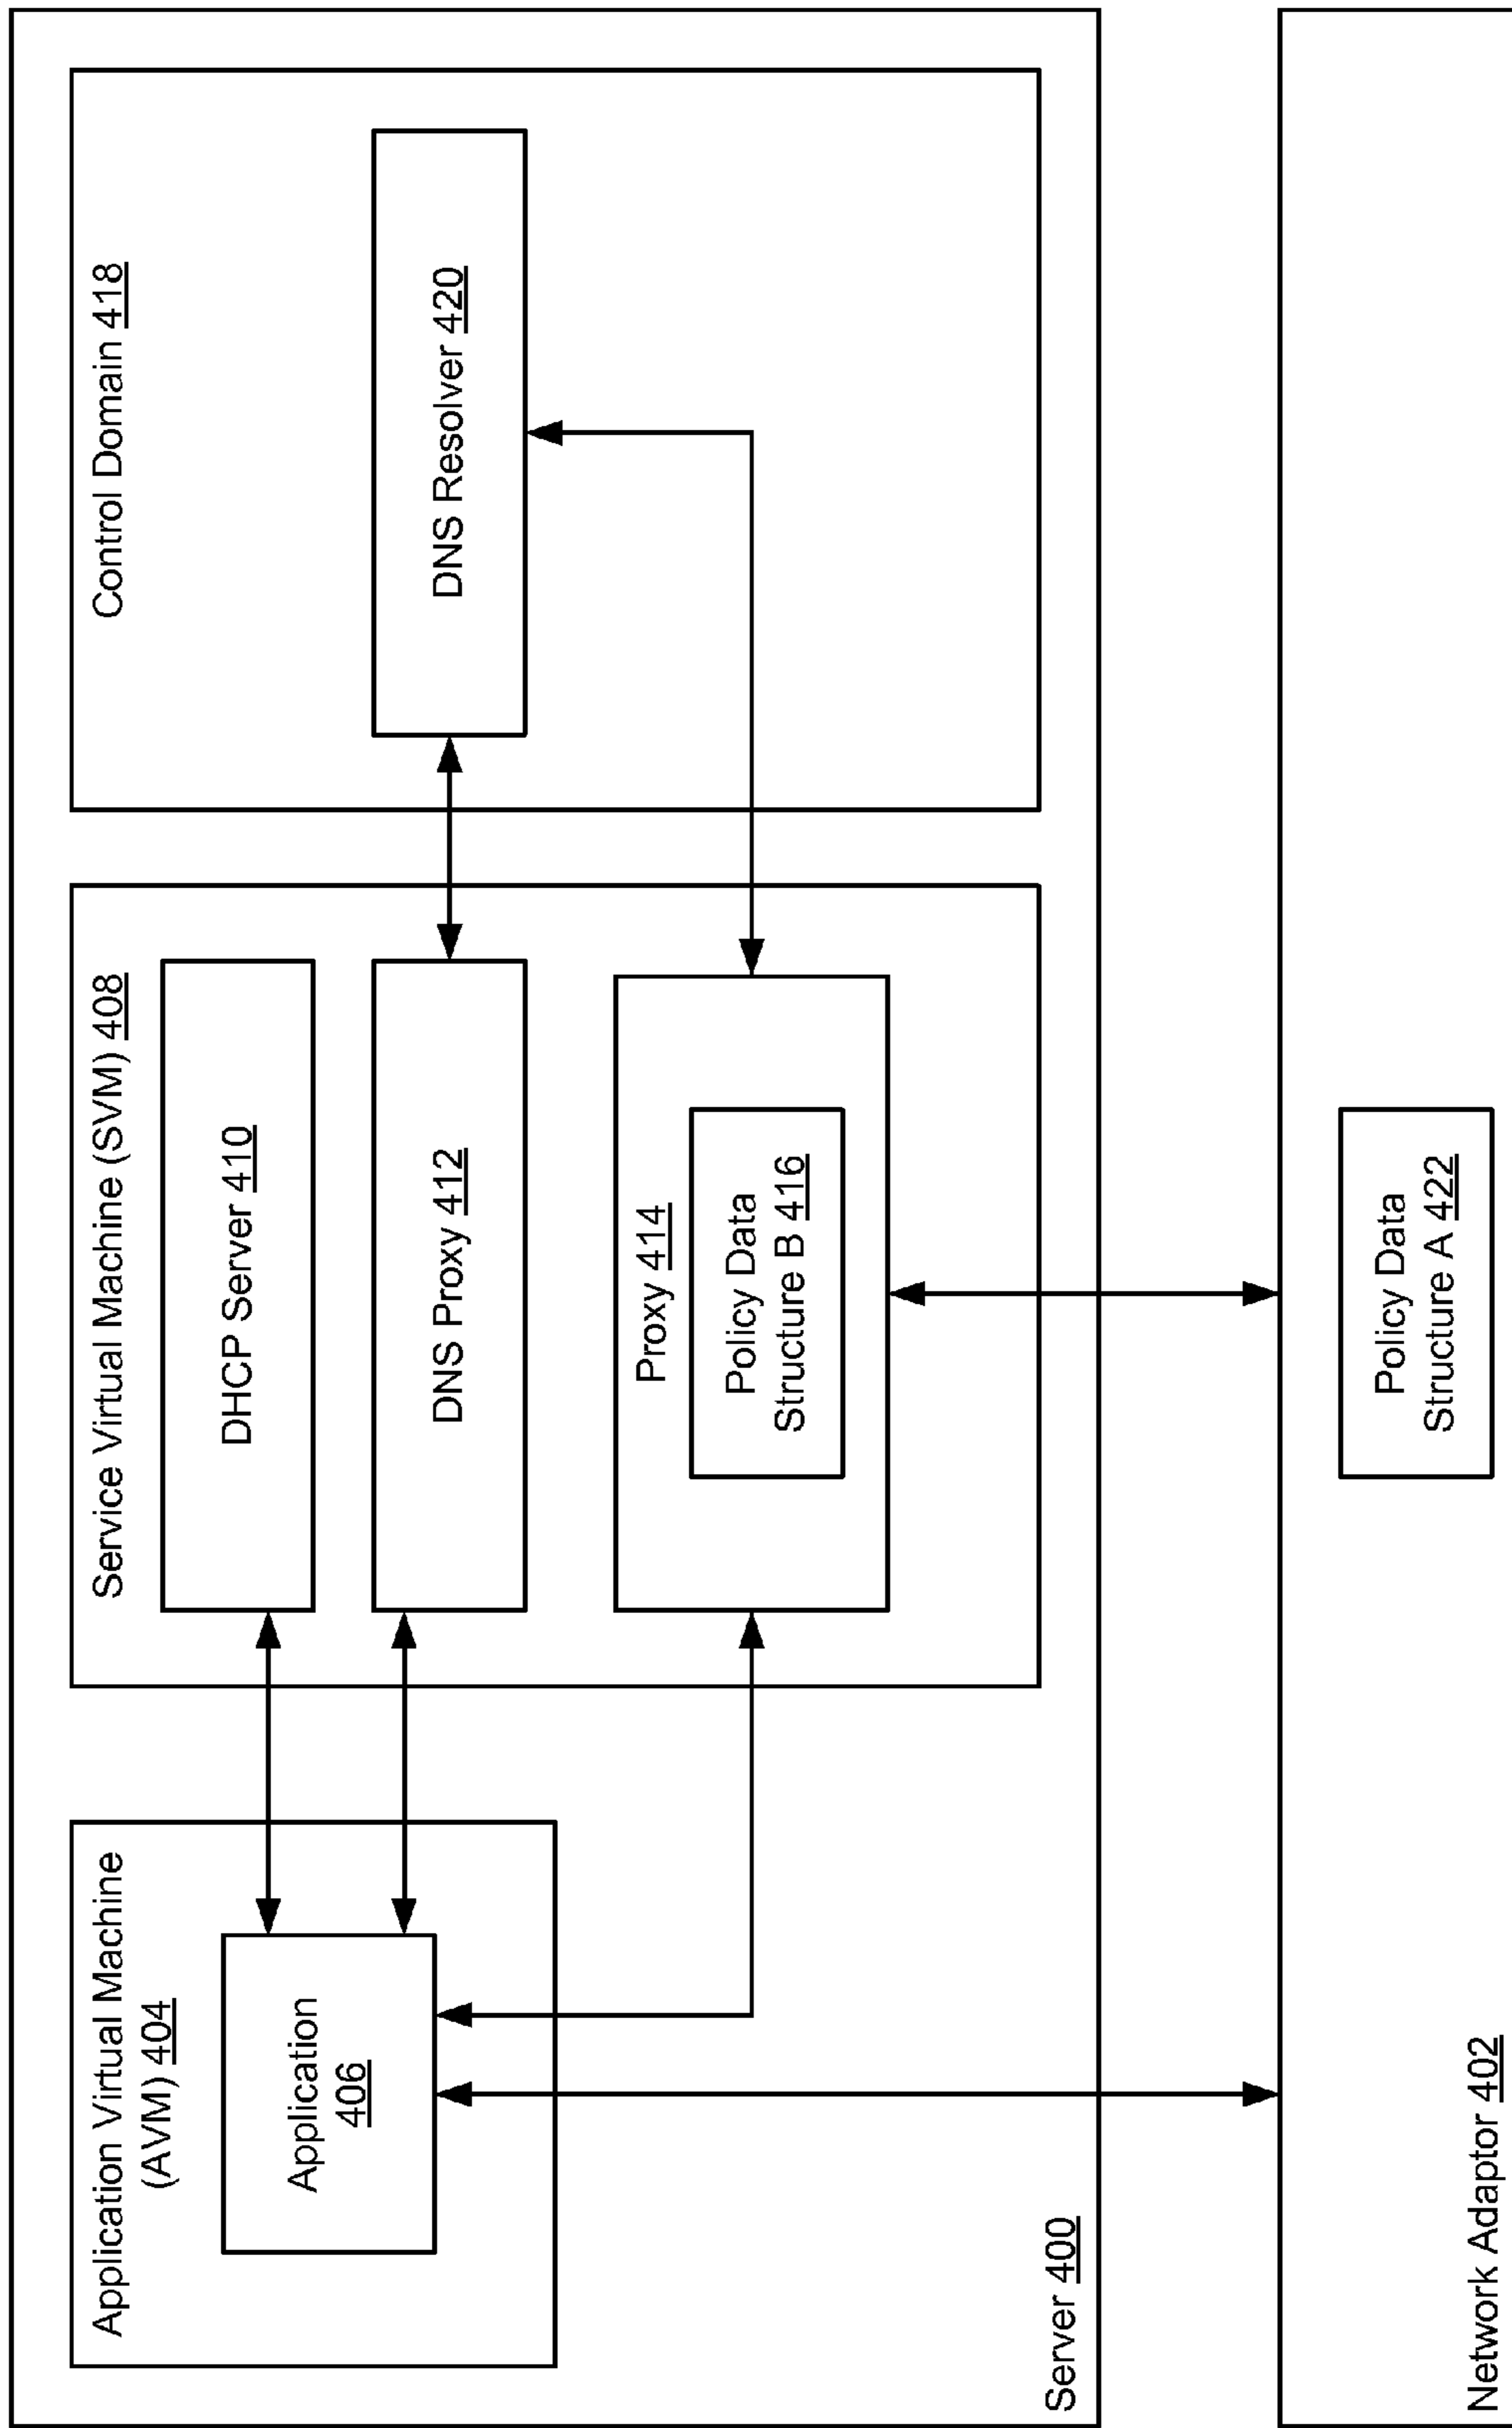 Application Virtual Machine
(AVM) 404
Application
406
Service Virtual Machine (SVM) 408
DHCP Server 410
DNS Proxy 412
Proxy 414
Policy Data
Structure B 416
Control Domain 418
DNS Resolver 420
Server 400
Policy Data
Structure A 422
Network Adaptor 402